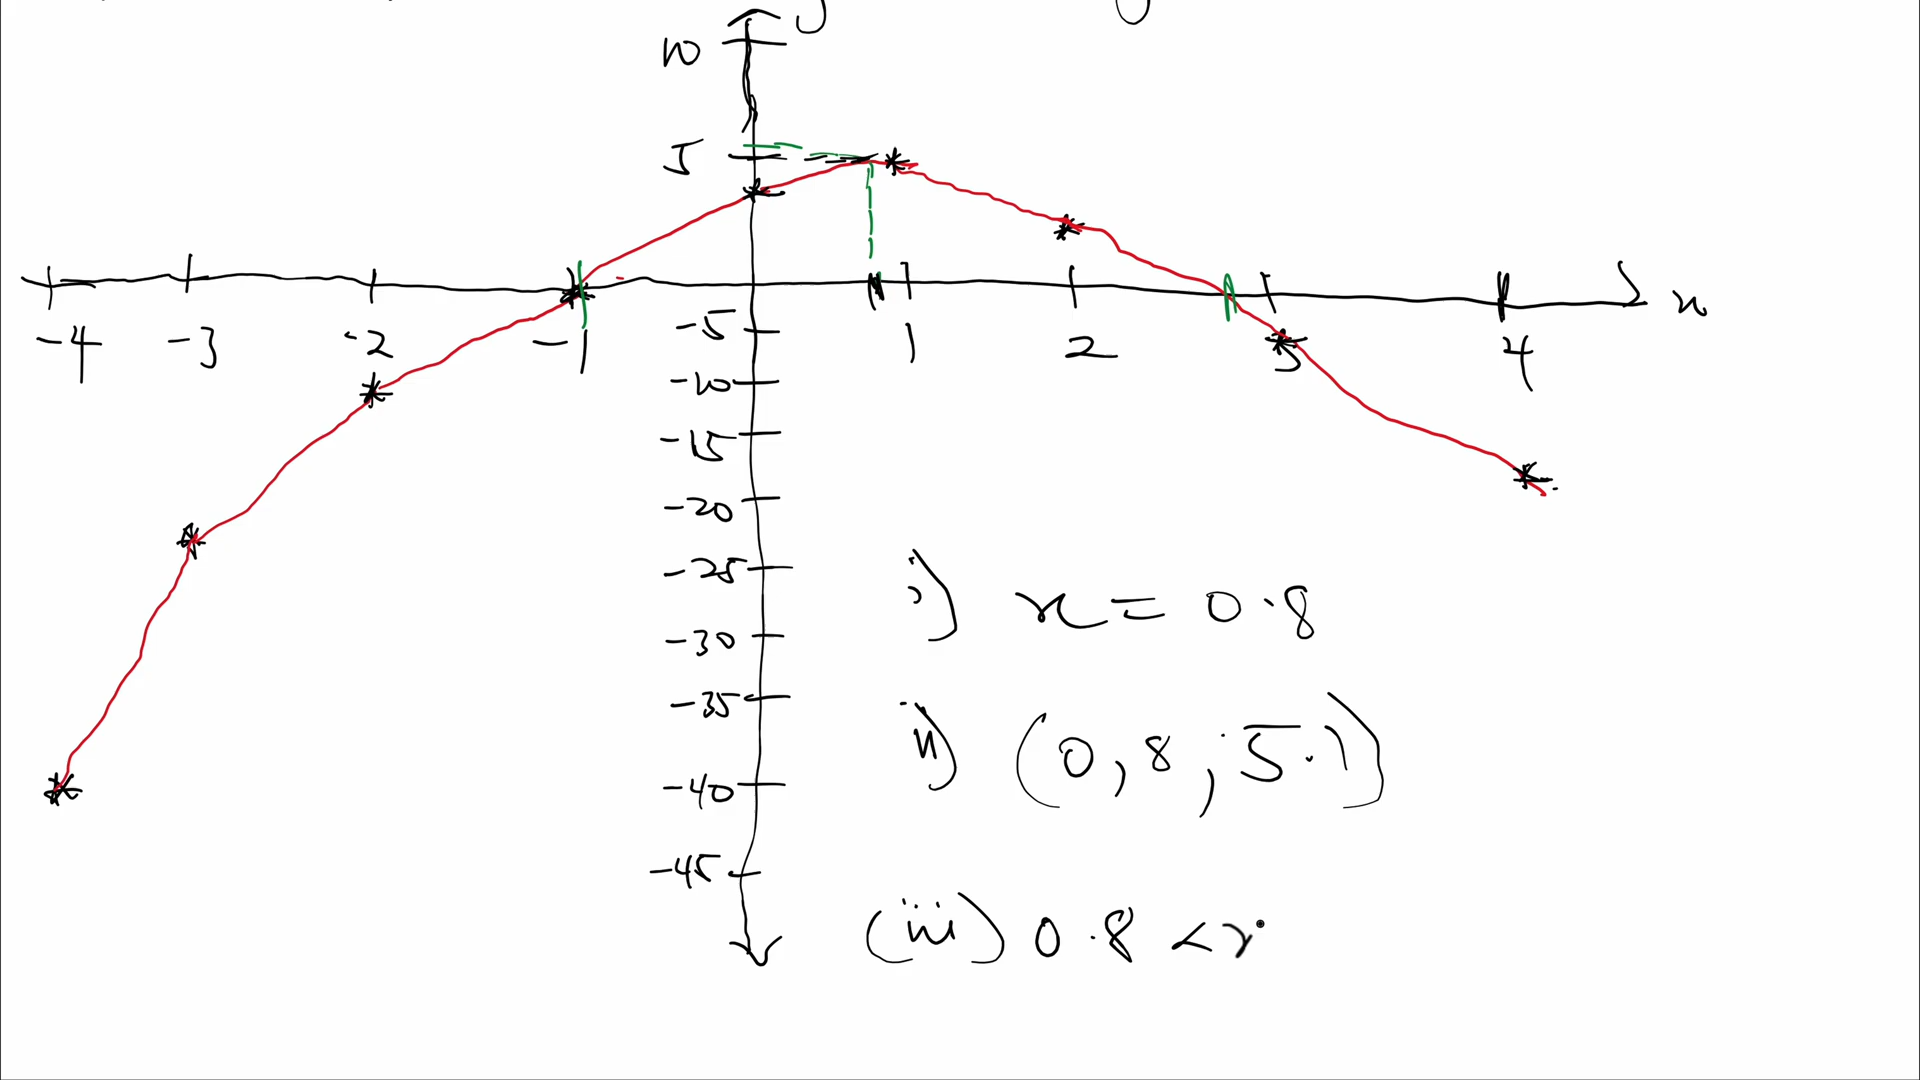 y
10
5
-4 -3 -2 -1 1 2 3 4 x
-5
-10
-15
-20
-25
-30
-35
-40
-45
i) x = 0.8
ii) (0,8, 5.1)
(iii) 0.8 < x